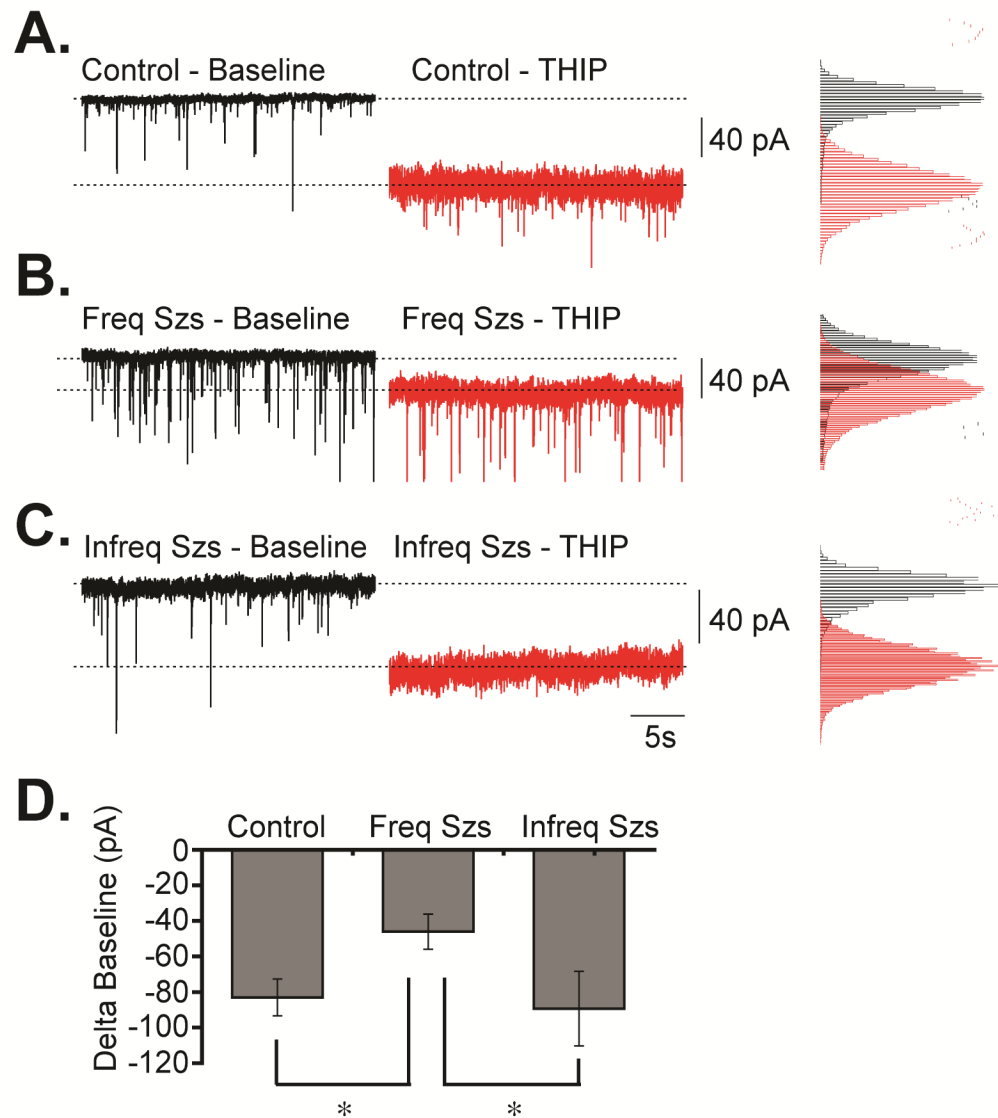 A.
Control - Baseline
Control - THIP
40 pA
B.
Freq Szs - Baseline
Freq Szs - THIP
40 pA
C.
Infreq Szs - Baseline
Infreq Szs - THIP
40 pA
5s
D.
Control
Freq Szs
Infreq Szs
Delta Baseline (pA)
0
-20
-40
-60
-80
-100
-120
*
*